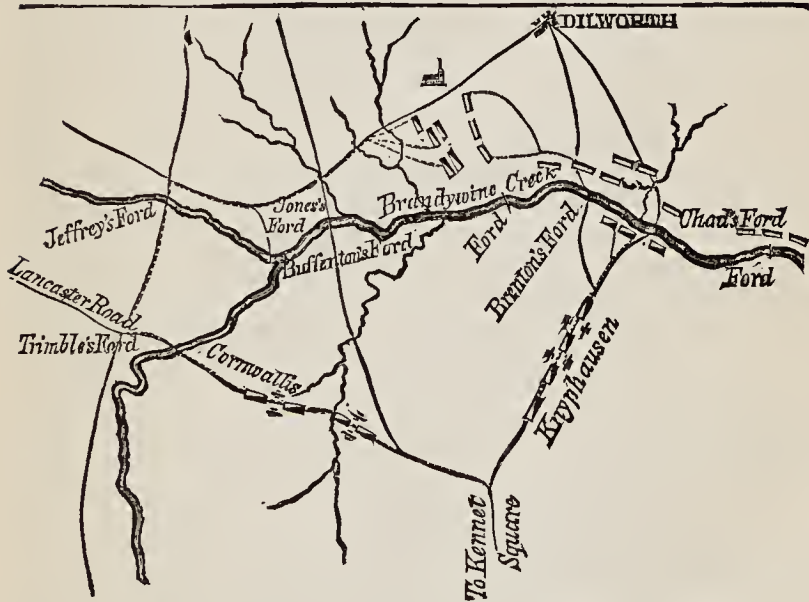 DILWORTH
Jeffrey's Ford
Jones's
Ford
Brandywine Creek
Chad's Ford
Buffenton's Ford
Ford
Brenton's Ford
Ford
Lancaster Road
Trimble's Ford
Cornwallis
Knyphausen
To Kennet
Square